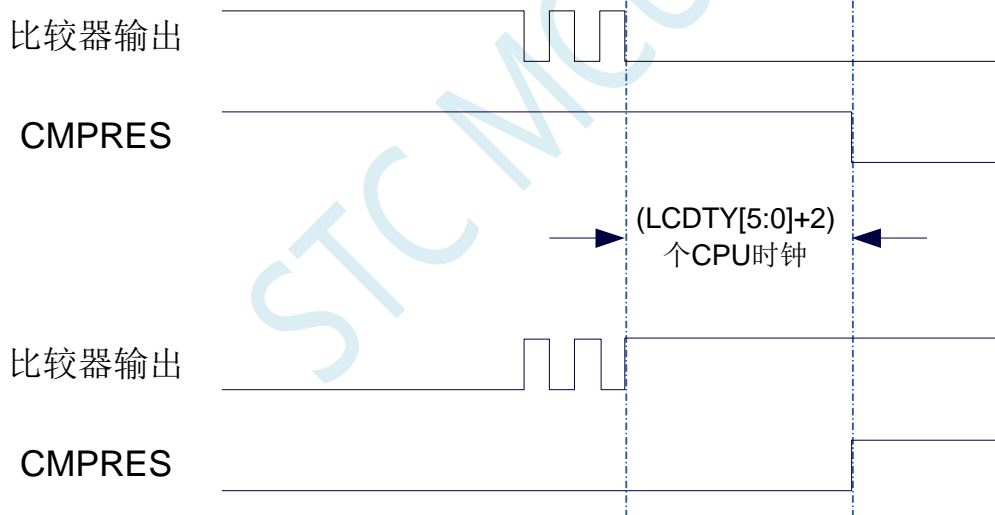 比较器输出
CMPRES
(LCDTY[5:0]+2)
个CPU时钟
比较器输出
CMPRES
STC MCU